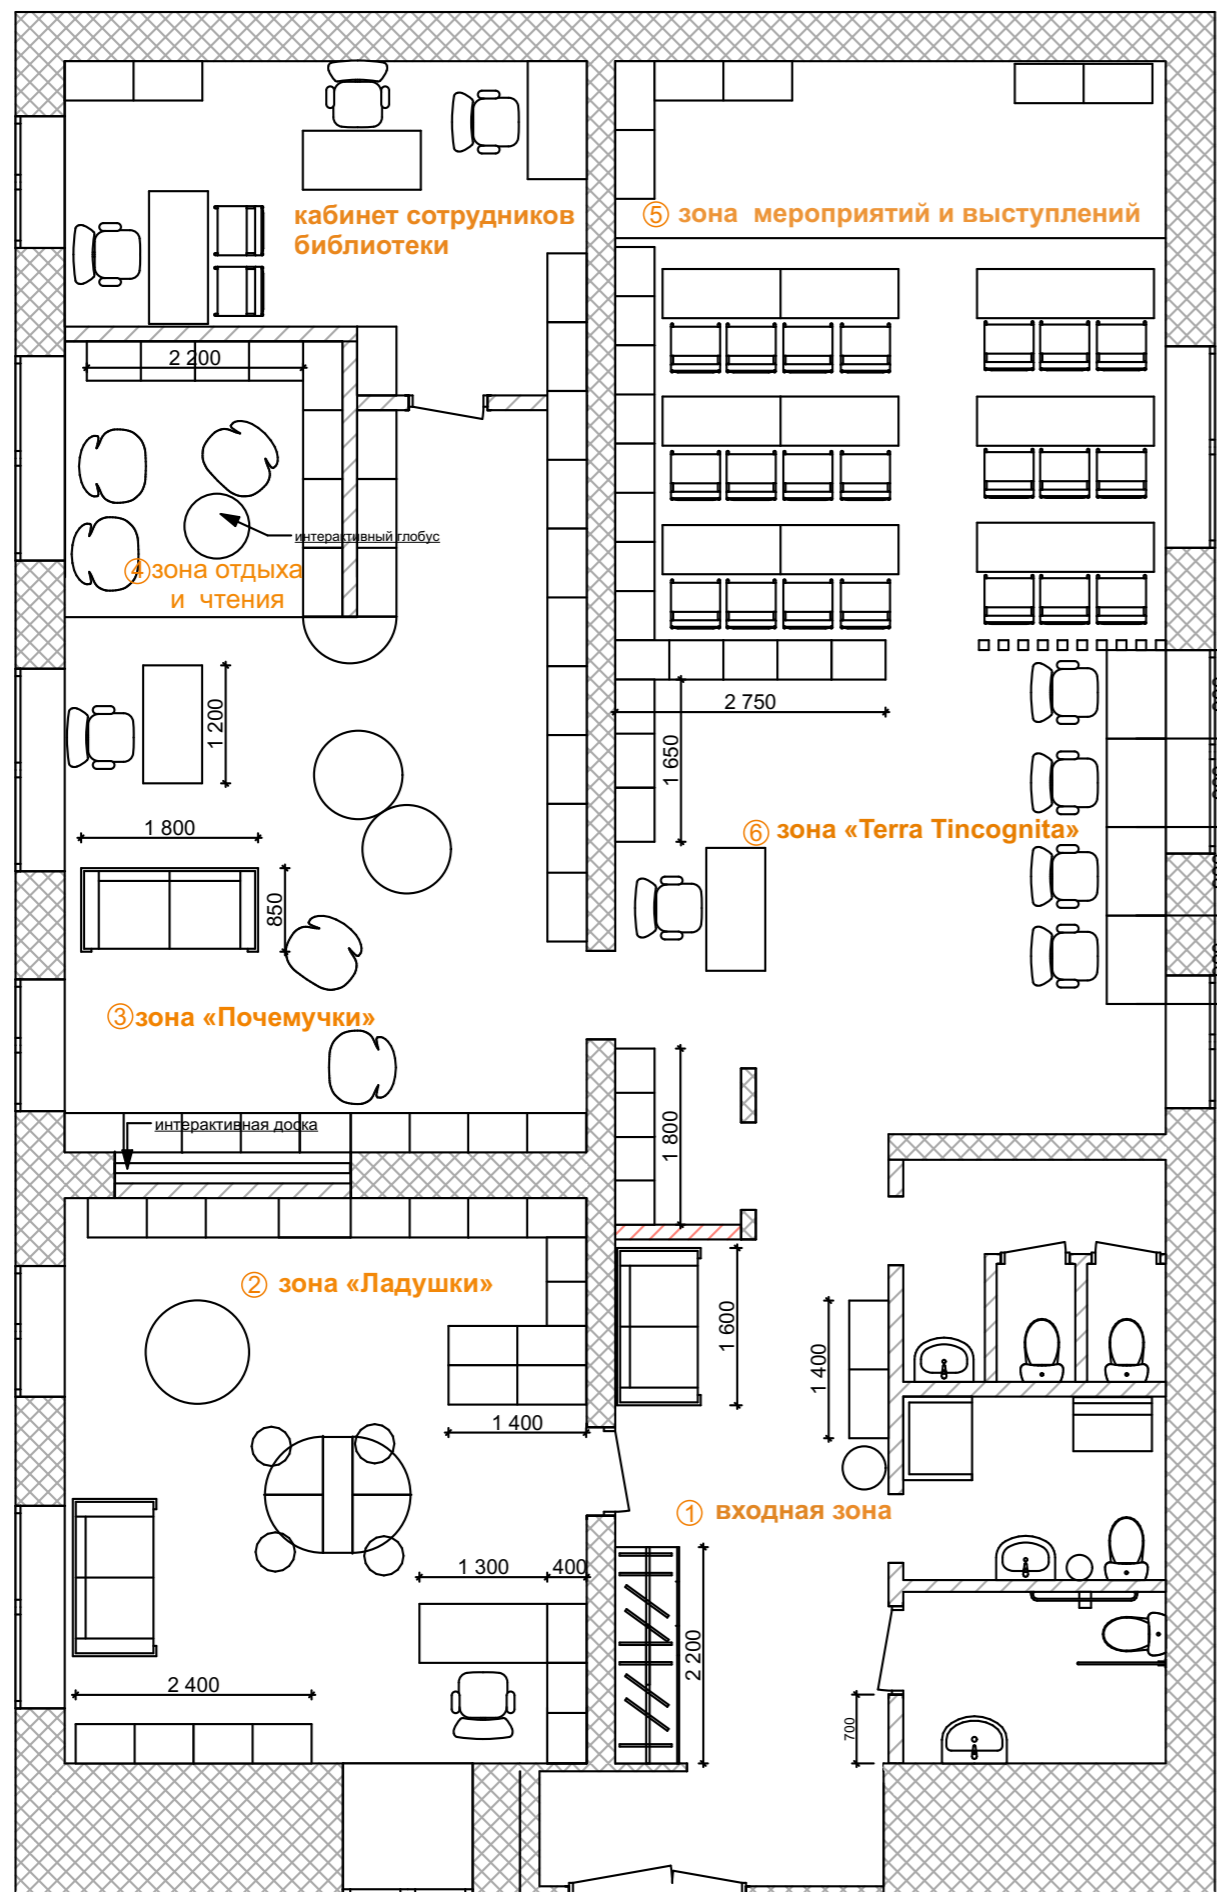 кабинет сотрудников
библиотеки
⑤ зона мероприятий и выступлений
2 200
интерактивный глобус
④зона отдыха
и чтения
1 200
2 750
1 650
1 800
⑥ зона «Terra Tincognita»
850
③зона «Почемучки»
интерактивная доска
1 800
② зона «Ладушки»
1 600
1 400
1 400
① входная зона
1 300
400
2 200
2 400
700